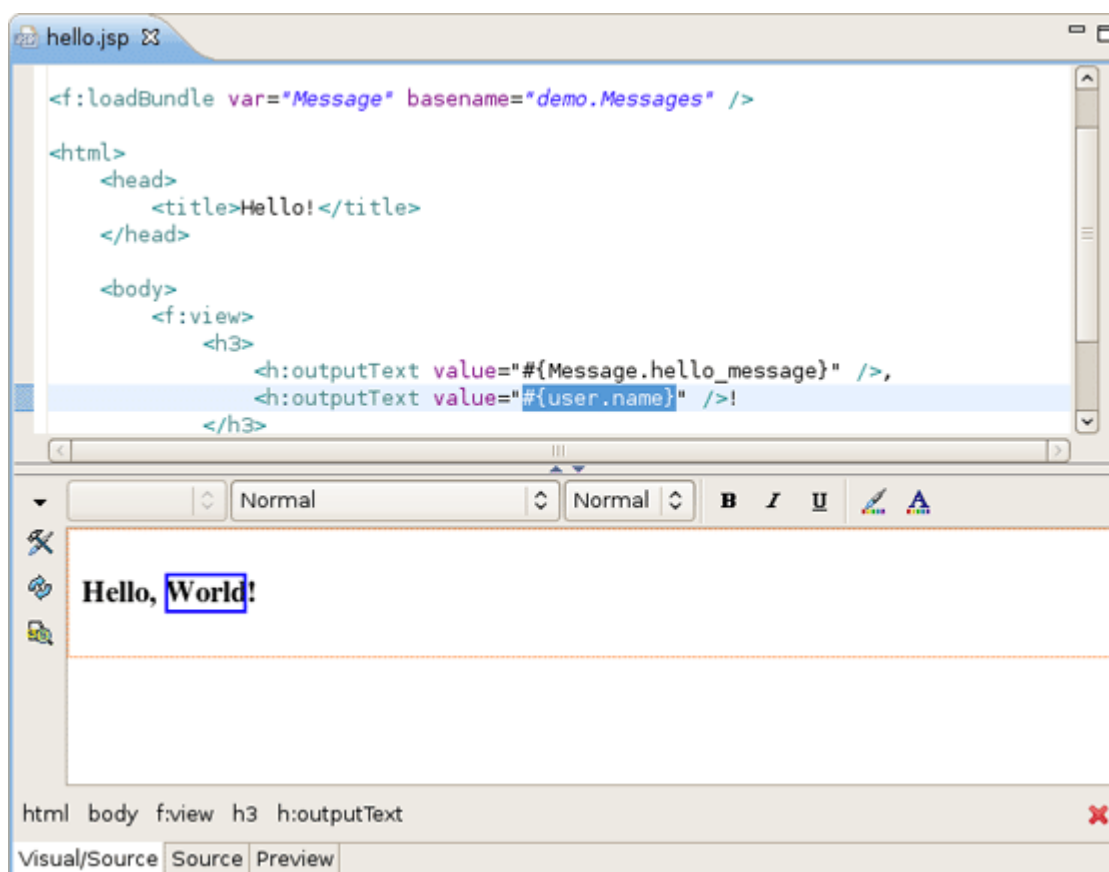 hello.jsp
<f:loadBundle var="Message" basename="demo.Messages" />
<html>
<head>
<title>Hello!</title>
</head>
<body>
<f:view>
<h3>
<h:outputText value="#{Message.hello_message}" />,
<h:outputText value="#{user.name}" />!
</h3>
Normal Normal B I U A
Hello, World!
html body f:view h3 h:outputText
Visual/Source Source Preview